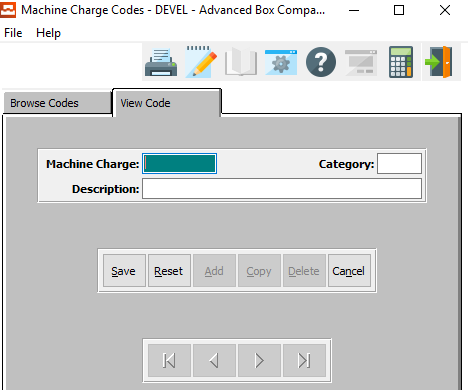 Machine Charge Codes - DEVEL - Advanced Box Compa...
File Help
Browse Codes View Code
Machine Charge: Category:
Description:
Save Reset Add Copy Delete Cancel